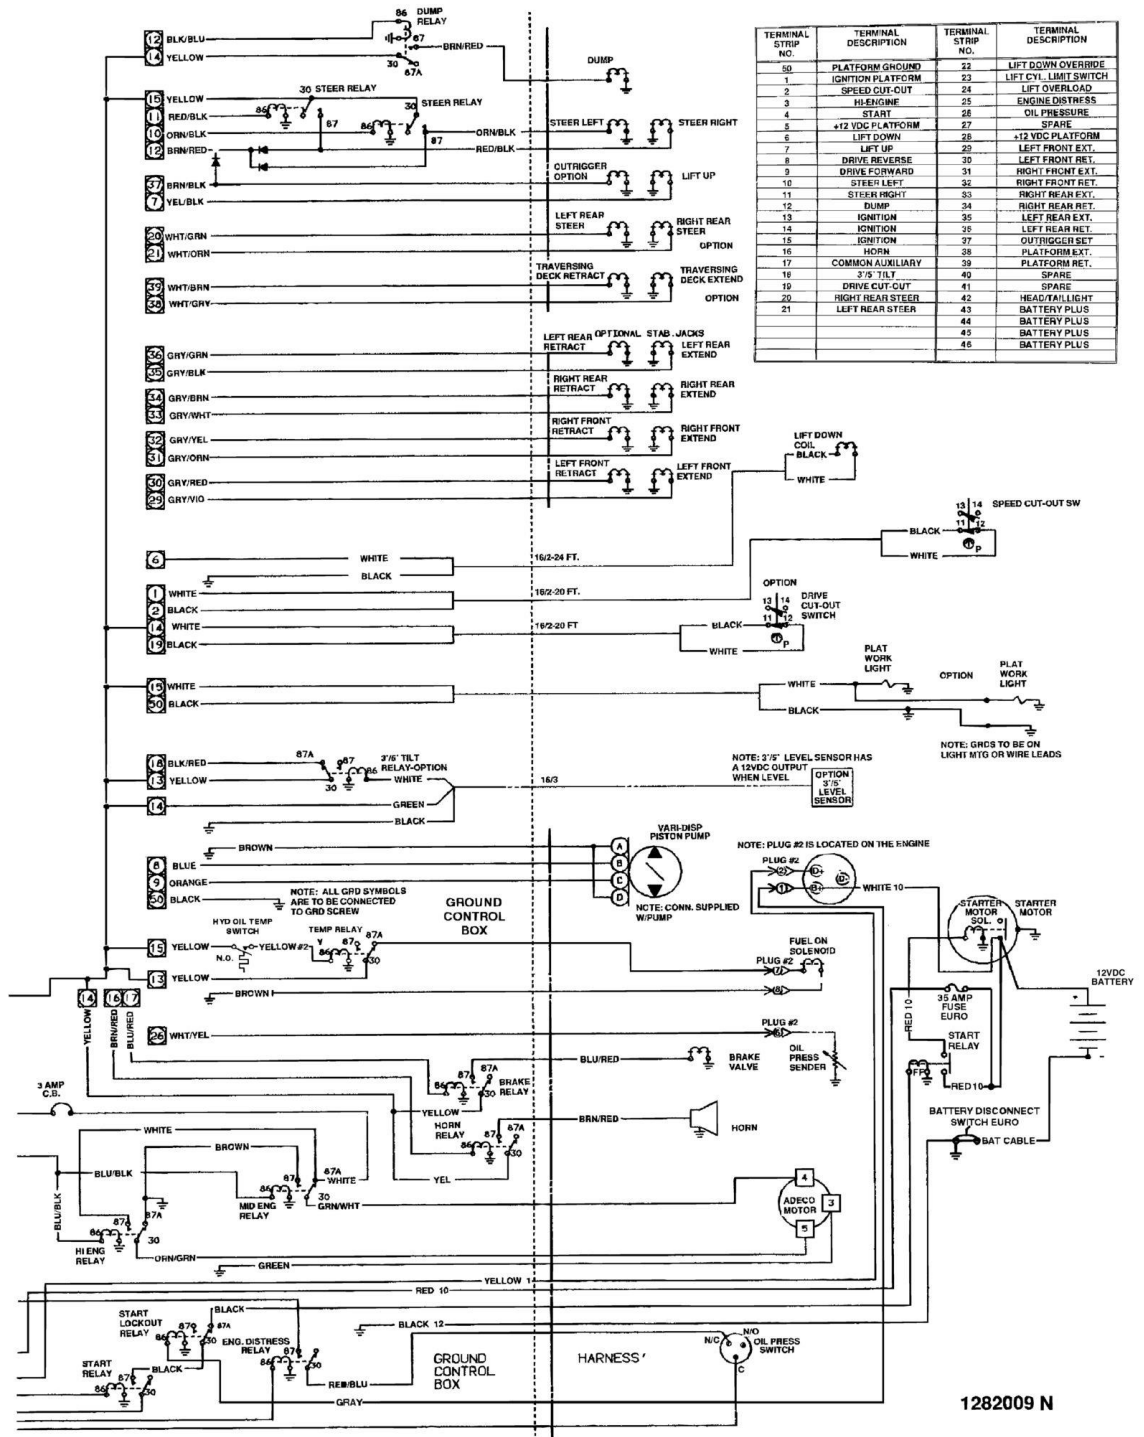 86 DUMP
RELAY
12 BLK/BLU
87
BRN/RED
14 YELLOW
30
87A
DUMP
15 YELLOW
30 STEER RELAY
11 RED/BLK
86
30 STEER RELAY
10 ORN/BLK
87
86
87
ORN/BLK
STEER LEFT
STEER RIGHT
12 BRN/RED
RED/BLK
OUTRIGGER
OPTION
LIFT UP
37 BRN/BLK
7 YEL/BLK
LEFT REAR
STEER
RIGHT REAR
STEER
OPTION
20 WHT/GRN
21 WHT/ORN
TRAVERSING
DECK RETRACT
TRAVERSING
DECK EXTEND
OPTION
39 WHT/BRN
38 WHT/GRY
OPTIONAL STAB. JACKS
LEFT REAR
RETRACT
LEFT REAR
EXTEND
36 GRY/GRN
35 GRY/BLK
RIGHT REAR
RETRACT
RIGHT REAR
EXTEND
34 GRY/BRN
33 GRY/WHT
RIGHT FRONT
RETRACT
RIGHT FRONT
EXTEND
32 GRY/YEL
31 GRY/ORN
LEFT FRONT
RETRACT
LEFT FRONT
EXTEND
30 GRY/RED
29 GRY/VIO
TERMINAL STRIP NO. TERMINAL DESCRIPTION TERMINAL STRIP NO. TERMINAL DESCRIPTION
50 PLATFORM GROUND 22 LIFT DOWN OVERRIDE
1 IGNITION PLATFORM 23 LIFT CYL. LIMIT SWITCH
2 SPEED CUT-OUT 24 LIFT OVERLOAD
3 HI-ENGINE 25 ENGINE DISTRESS
4 START 26 OIL PRESSURE
5 +12 VDC PLATFORM 27 SPARE
6 LIFT DOWN 28 +12 VDC PLATFORM
7 LIFT UP 29 LEFT FRONT EXT.
8 DRIVE REVERSE 30 LEFT FRONT RET.
9 DRIVE FORWARD 31 RIGHT FRONT EXT.
10 STEER LEFT 32 RIGHT FRONT RET.
11 STEER RIGHT 33 RIGHT REAR EXT.
12 DUMP 34 RIGHT REAR RET.
13 IGNITION 35 LEFT REAR EXT.
14 IGNITION 36 LEFT REAR RET.
15 IGNITION 37 OUTRIGGER SET
16 HORN 38 PLATFORM EXT.
17 COMMON AUXILIARY 39 PLATFORM RET.
18 3°/5° TILT 40 SPARE
19 DRIVE CUT-OUT 41 SPARE
20 RIGHT REAR STEER 42 HEAD/TAILLIGHT
21 LEFT REAR STEER 43 BATTERY PLUS
44 BATTERY PLUS
45 BATTERY PLUS
46 BATTERY PLUS
LIFT DOWN
COIL
BLACK
WHITE
13 14 SPEED CUT-OUT SW
11 12
BLACK
P
WHITE
6 WHITE
16/2-24 FT.
BLACK
1 WHITE
16/2-20 FT.
2 BLACK
OPTION
13 14 DRIVE
CUT-OUT
SWITCH
11 12
14 WHITE
16/2-20 FT
BLACK
P
19 BLACK
WHITE
PLAT
WORK
LIGHT
OPTION
PLAT
WORK
LIGHT
15 WHITE
WHITE
50 BLACK
BLACK
NOTE: GRDS TO BE ON
LIGHT MTG OR WIRE LEADS
87A
87
3°/5° TILT
RELAY-OPTION
18 BLK/RED
86
WHITE
13 YELLOW
30
16/3
NOTE: 3°/5° LEVEL SENSOR HAS
A 12VDC OUTPUT
WHEN LEVEL
OPTION
3°/5°
LEVEL
SENSOR
14
GREEN
BLACK
VARI-DISP
PISTON PUMP
NOTE: PLUG #2 IS LOCATED ON THE ENGINE
BROWN
A
8 BLUE
B
9 ORANGE
C
50 BLACK
D
NOTE: ALL GRD SYMBOLS
ARE TO BE CONNECTED
TO GRD SCREW
GROUND
CONTROL
BOX
NOTE: CONN. SUPPLIED
W/PUMP
PLUG #2
2
D+
D-
1
B+
WHITE 10
STARTER
MOTOR
SOL.
STARTER
MOTOR
HYD OIL TEMP
SWITCH
TEMP RELAY
87
87A
15 YELLOW
YELLOW #2
86
30
N.O.
FUEL ON
SOLENOID
PLUG #2
7
13 YELLOW
BROWN
8
12VDC
BATTERY
+
-
35 AMP
FUSE
EURO
RED 10
14 16 17
YELLOW
BRN/RED
BLU/RED
26 WHT/YEL
PLUG #2
6
OIL
PRESS
SENDER
START
RELAY
FP
RED 10
BLU/RED
BRAKE
VALVE
87A
87
86
BRAKE
RELAY
30
YELLOW
3 AMP
C.B.
HORN
RELAY
87
87A
86
30
BRN/RED
HORN
BATTERY DISCONNECT
SWITCH EURO
BAT CABLE
WHITE
BROWN
BLU/BLK
BLU/BLK
87A
87
WHITE
86
30
YEL
MID ENG
RELAY
GRN/WHT
4
ADECO
MOTOR
3
5
87
87A
86
30
HI ENG
RELAY
ORN/GRN
GREEN
YELLOW 1
RED 10
BLACK
START
LOCKOUT
RELAY
87
87A
86
30
BLACK 12
ENG. DISTRESS
RELAY
87
86
30
N/C
N/O
OIL PRESS
SWITCH
C
START
RELAY
BLACK
87
86
30
RED/BLU
GRAY
GROUND
CONTROL
BOX
HARNESS'
1282009 N